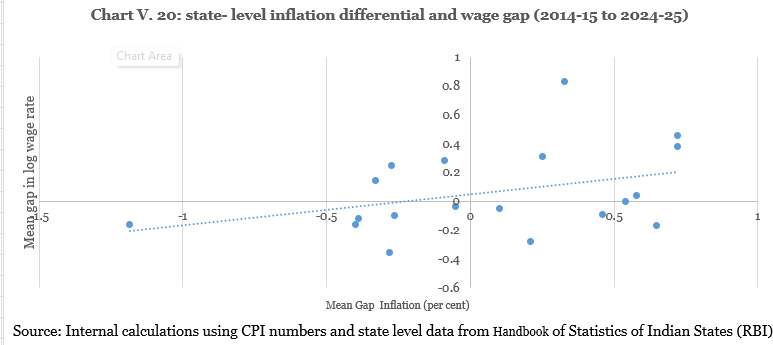 Chart V. 20: state- level inflation differential and wage gap (2014-15 to 2024-25)
Chart Area
1
0.8
0.6
0.4
0.2
0
-0.2
-0.4
-0.6
-1.5 -1 -0.5 0 0.5 1
Mean gap in log wage rate
Mean Gap Inflation (per cent)
Source: Internal calculations using CPI numbers and state level data from Handbook of Statistics of Indian States (RBI)